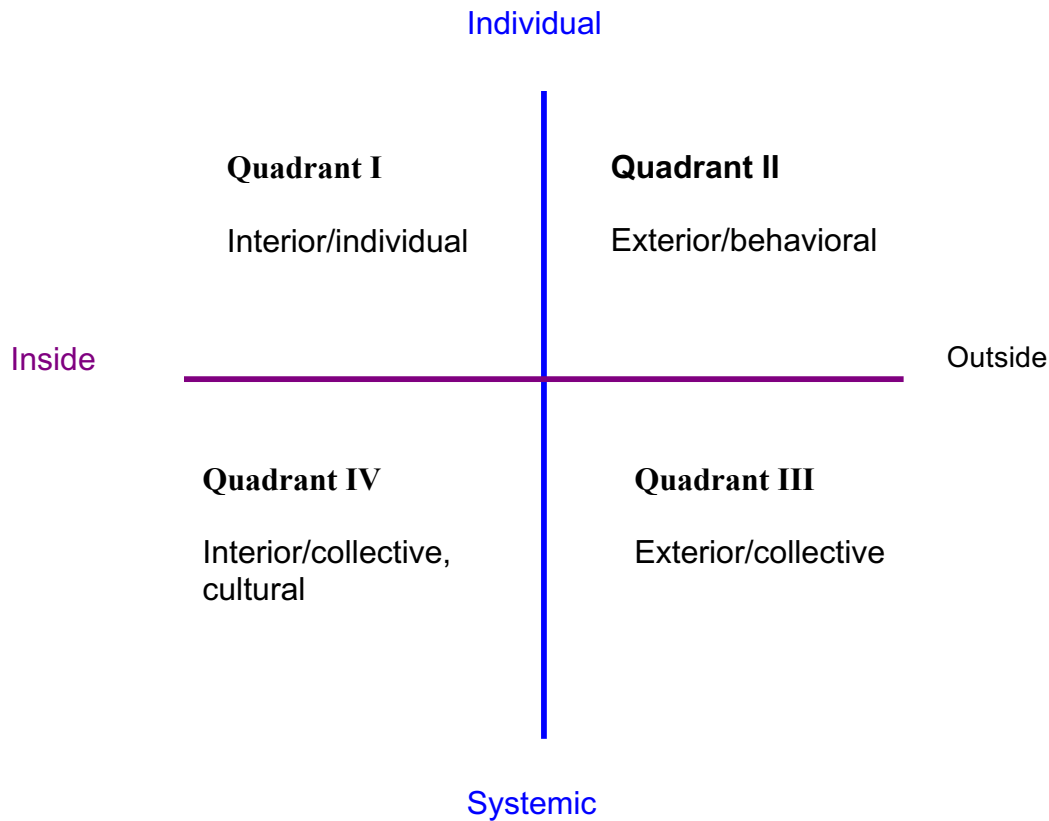 Individual
Quadrant I
Quadrant II
Interior/individual
Exterior/behavioral
Inside
Outside
Quadrant IV
Quadrant III
Interior/collective,
cultural
Exterior/collective
Systemic